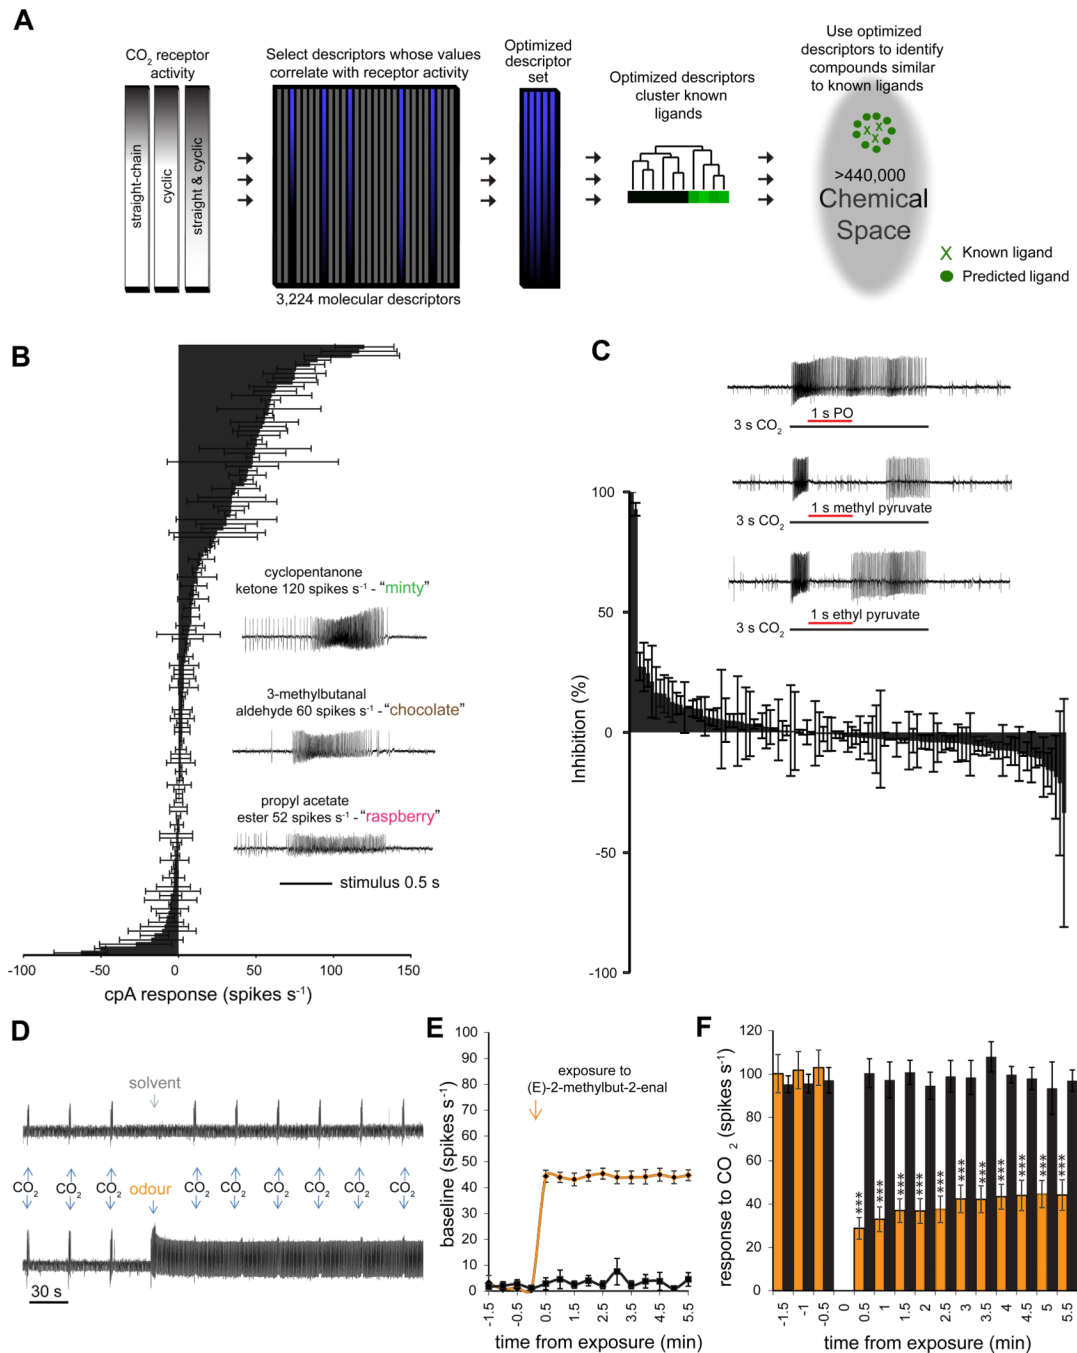 A
CO2 receptor
activity
straight-chain
cyclic
straight & cyclic
Select descriptors whose values
correlate with receptor activity
3,224 molecular descriptors
Optimized
descriptor
set
Optimized descriptors
cluster known
ligands
Use optimized
descriptors to identify
compounds similar
to known ligands
>440,000
Chemical
Space
X Known ligand
Predicted ligand
B
cyclopentanone
ketone 120 spikes s-1 - “minty”
3-methylbutanal
aldehyde 60 spikes s-1 -“chocolate”
propyl acetate
ester 52 spikes s-1 -“raspberry”
stimulus 0.5 s
-100 -50 0 50 100 150
cpA response (spikes s-1)
C
1 s PO
3 s CO2
1 s methyl pyruvate
3 s CO2
1 s ethyl pyruvate
3 s CO2
100
50
0
-50
-100
Inhibition (%)
D
solvent
CO2 CO2 CO2 odour CO2 CO2 CO2 CO2 CO2 CO2
30 s
E
100
90
80
70
60
50
40
30
20
10
0
baseline (spikes s-1)
exposure to
(E)-2-methylbut-2-enal
-1.5 -0.5 0.5 1.5 2.5 3.5 4.5 5.5
time from exposure (min)
F
120
100
80
60
40
20
0
response to CO2 (spikes s-1)
*** *** *** *** *** *** *** *** *** *** ***
-1.5 -1 -0.5 0 0.5 1 1.5 2 2.5 3 3.5 4 4.5 5 5.5
time from exposure (min)